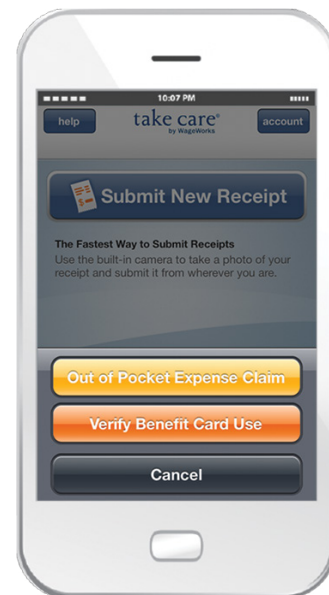 10:07 PM
help
take care®
account
by WageWorks
Submit New Receipt
The Fastest Way to Submit Receipts
Use the built-in camera to take a photo of your
receipt and submit it from wherever you are.
Out of Pocket Expense Claim
Verify Benefit Card Use
Cancel